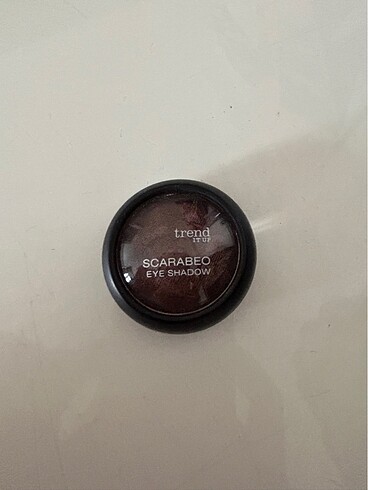 trend
IT UP
SCARABEO
EYE SHADOW